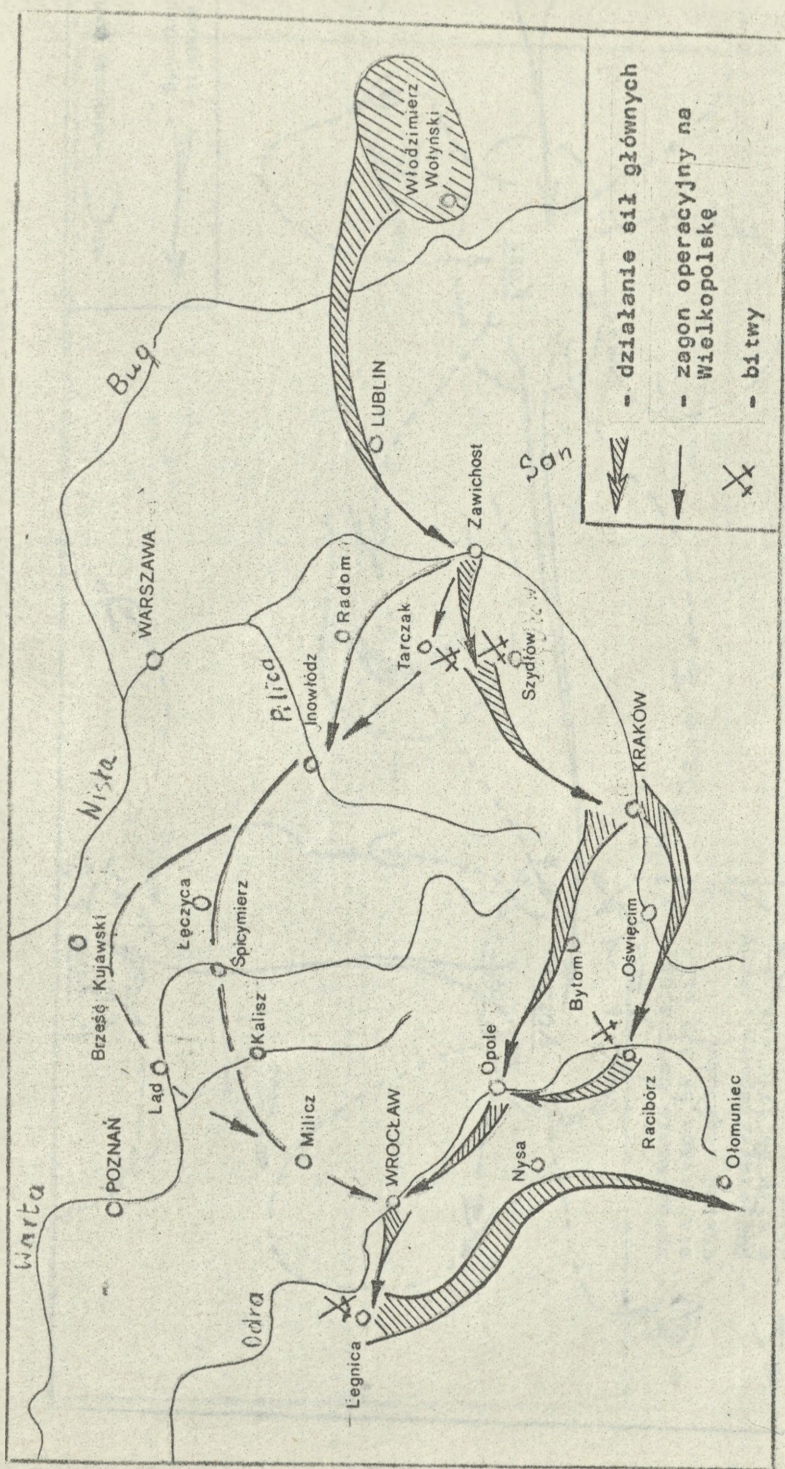 Warta
POZNAŃ
Odra
Legnica
WROCŁAW
Milicz
Ląd
Kalisz
Brześć Kujawski
Łęczyca
Spicymierz
Nysa
Opole
Racibórz
Ołomuniec
Bytom
Oświęcim
KRAKÓW
Nisła
WARSZAWA
Pilica
Inowłódz
Radom
Tarczak
Szydłów
Zawichost
LUBLIN
San
Bug
Włodzimierz
Wołyński
- działanie sił głównych
- zagon operacyjny na
Wielkopolskę
- bitwy